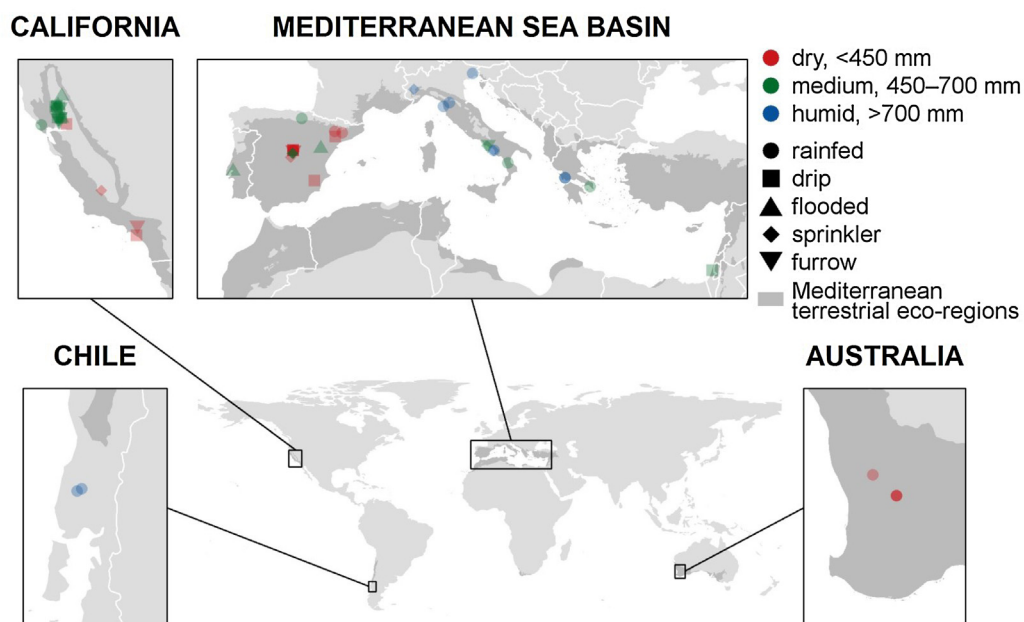 CALIFORNIA
MEDITERRANEAN SEA BASIN
dry, <450 mm
medium, 450–700 mm
humid, >700 mm
rainfed
drip
flooded
sprinkler
furrow
Mediterranean
terrestrial eco-regions
CHILE
AUSTRALIA